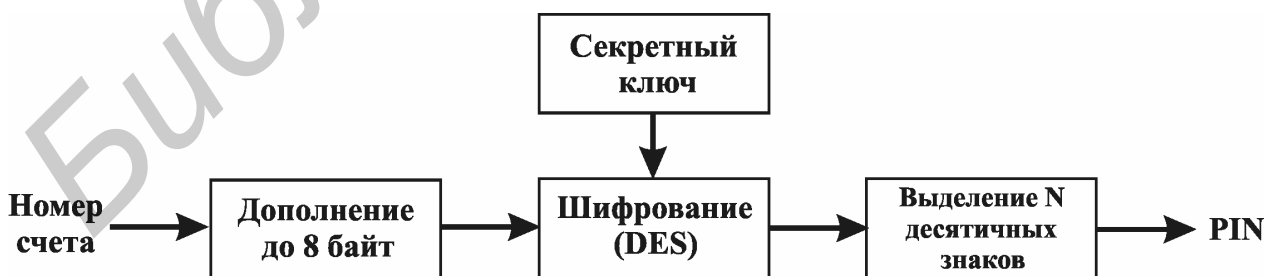 Секретный
ключ
Номер
счета
Дополнение
до 8 байт
Шифрование
(DES)
Выделение N
десятичных
знаков
PIN